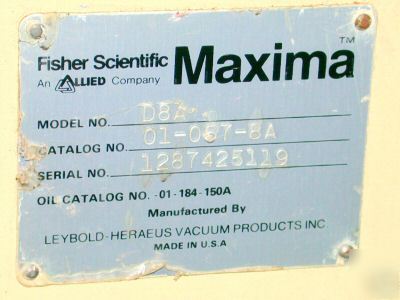 Fisher Scientific Maxima TM
An ALLIED Company
MODEL NO. D8A
CATALOG NO. 01-067-8A
SERIAL NO. 1287425119
OIL CATALOG NO. -01-184-150A
Manufactured By
LEYBOLD-HERAEUS VACUUM PRODUCTS INC.
MADE IN U.S.A